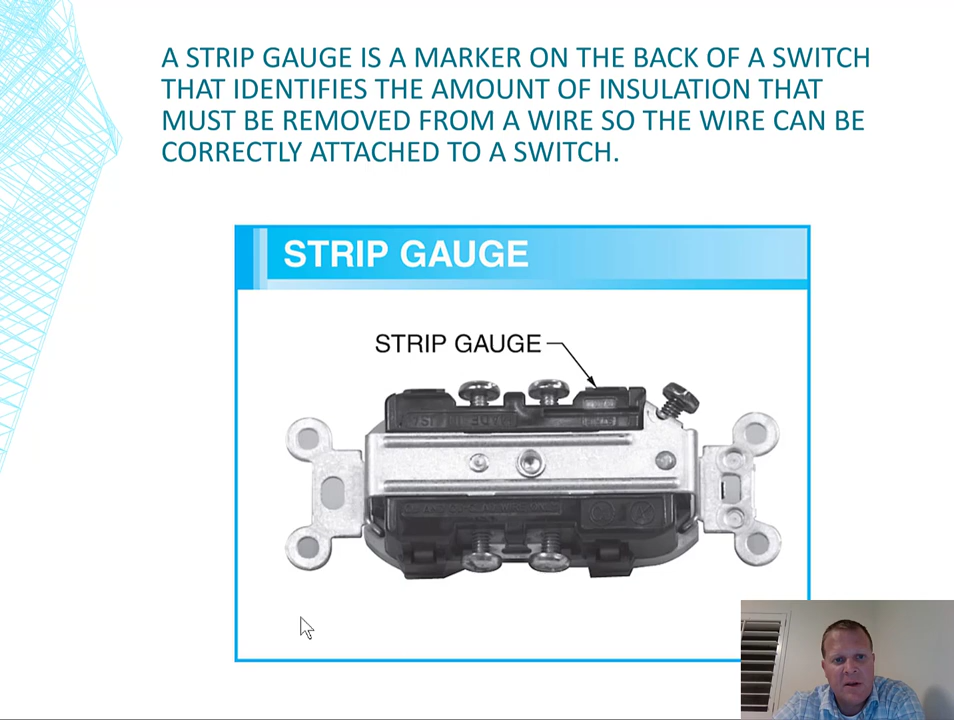 A STRIP GAUGE IS A MARKER ON THE BACK OF A SWITCH
THAT IDENTIFIES THE AMOUNT OF INSULATION THAT
MUST BE REMOVED FROM A WIRE SO THE WIRE CAN BE
CORRECTLY ATTACHED TO A SWITCH.
STRIP GAUGE
STRIP GAUGE